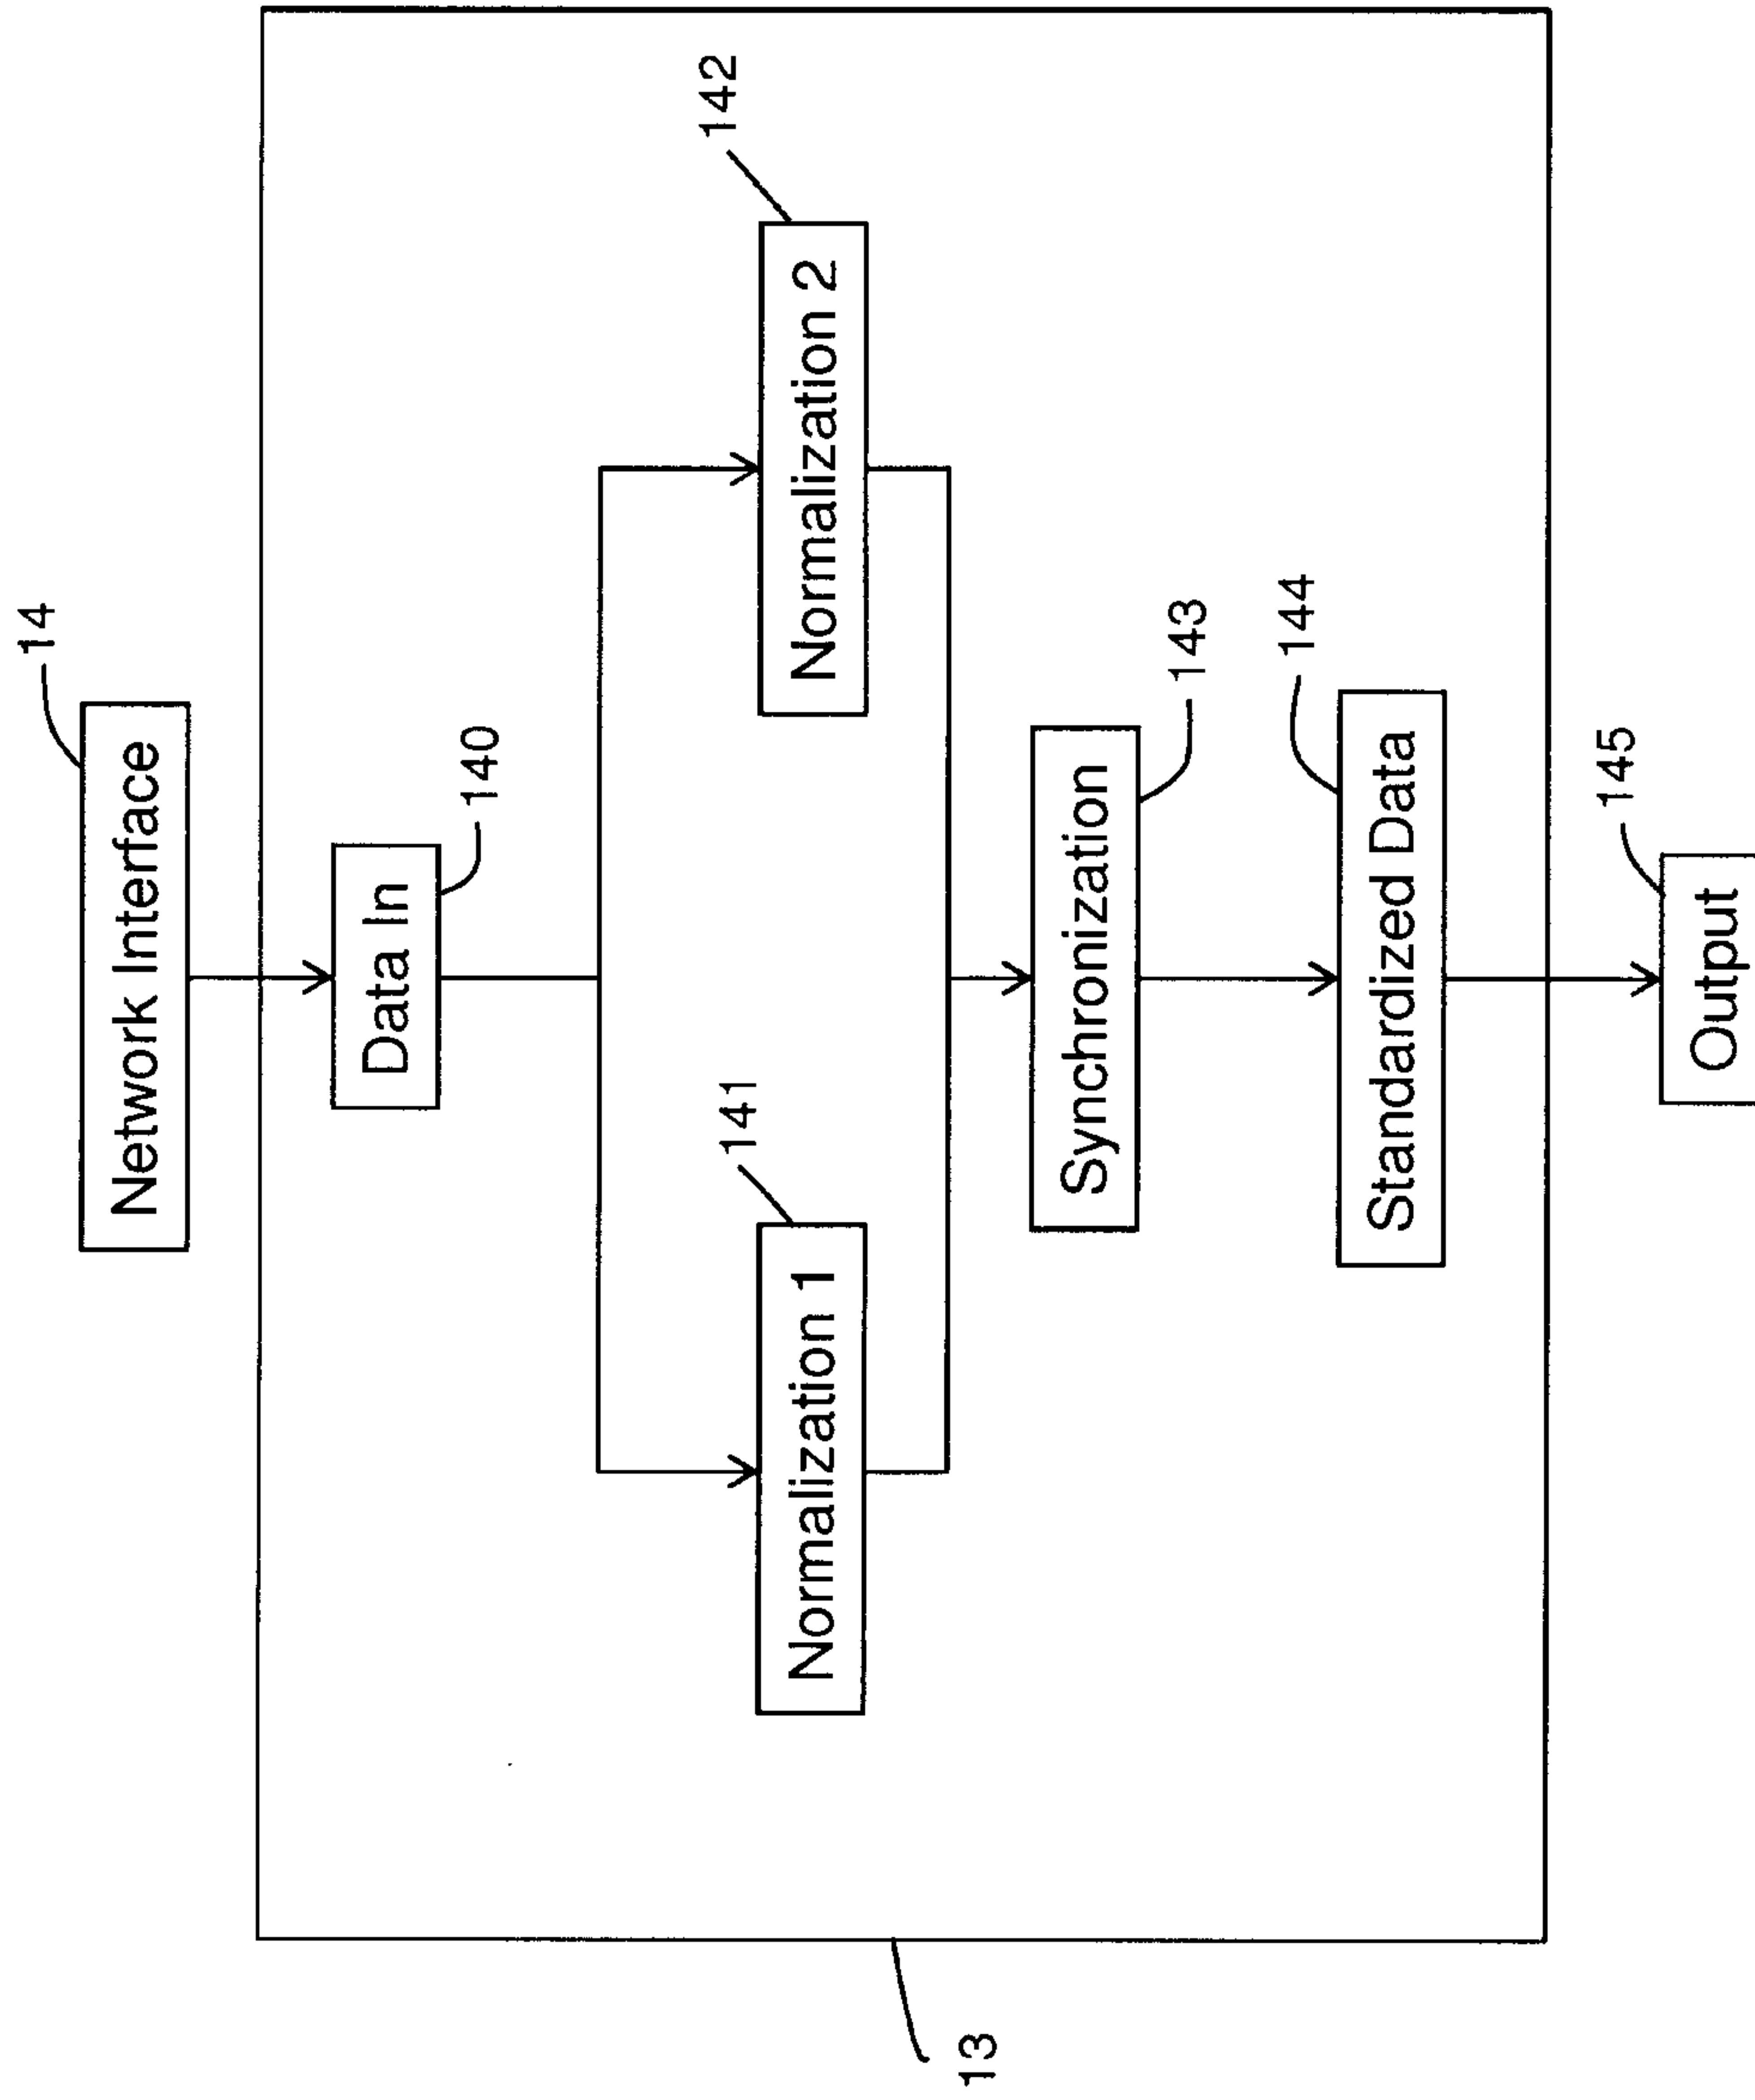 14
Network Interface
Data In
140
141
142
Normalization 1
Normalization 2
Synchronization
143
144
Standardized Data
145
Output
13